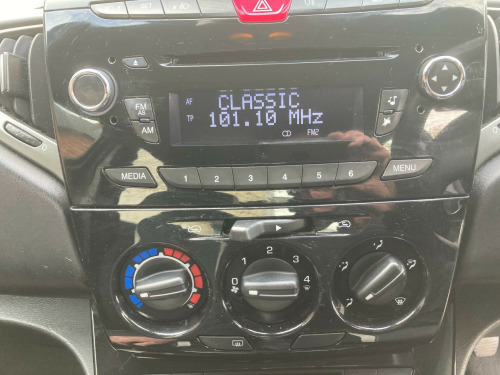 AF CLASSIC
TP 101.10 MHz
FM2
FM
AS
AM
MEDIA
1 2 3 4 5 6
MENU
0 1 2 3 4